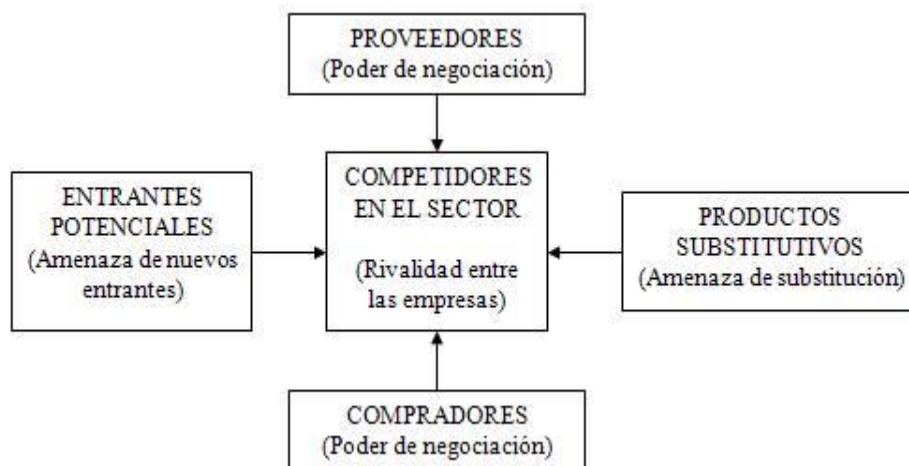 PROVEEDORES
(Poder de negociación)
ENTRANTES
POTENCIALES
(Amenaza de nuevos
entrantes)
COMPETIDORES
EN EL SECTOR
(Rivalidad entre
las empresas)
PRODUCTOS
SUBSTITUTIVOS
(Amenaza de substitución)
COMPRADORES
(Poder de negociación)